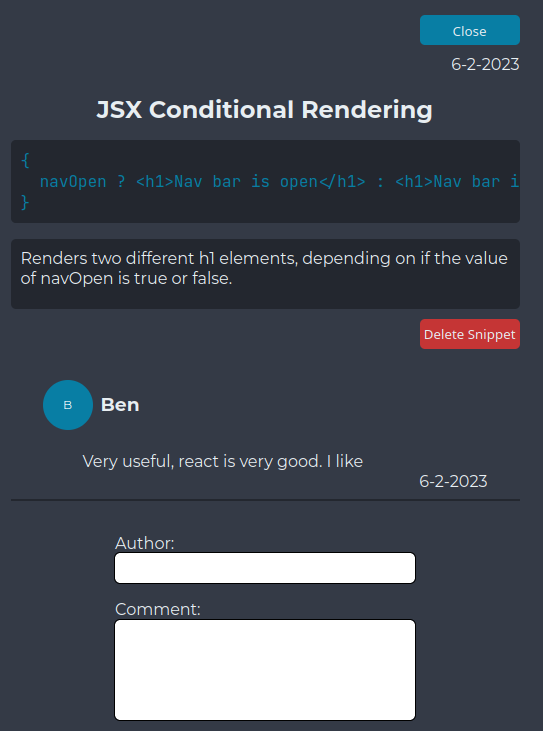 Close
6-2-2023
JSX Conditional Rendering
{
navOpen ? <h1>Nav bar is open</h1> : <h1>Nav bar i
}
Renders two different h1 elements, depending on if the value
of navOpen is true or false.
Delete Snippet
B
Ben
Very useful, react is very good. I like
6-2-2023
Author:
Comment: